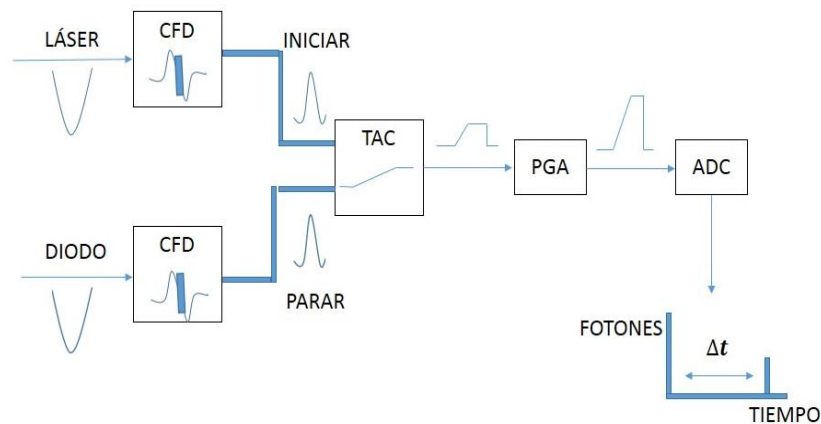 LÁSER
CFD
INICIAR
TAC
PGA
ADC
DIODO
CFD
PARAR
FOTONES
Δt
TIEMPO